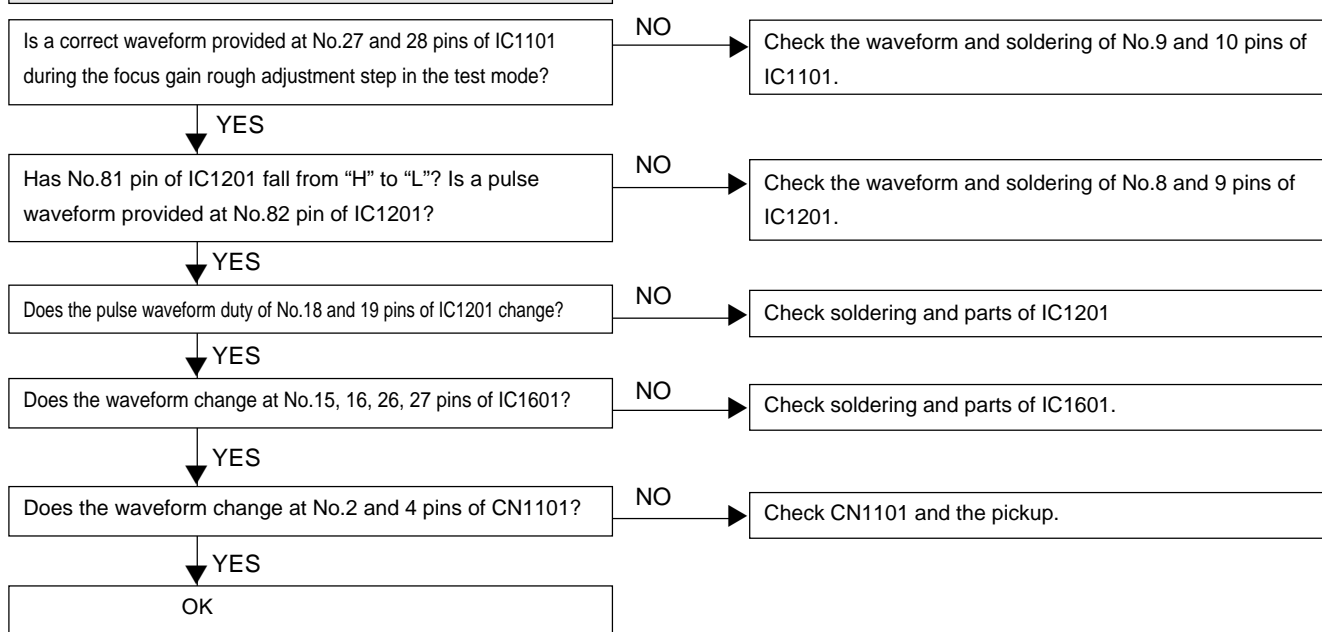 Is a correct waveform provided at No.27 and 28 pins of IC1101
during the focus gain rough adjustment step in the test mode?
NO
Check the waveform and soldering of No.9 and 10 pins of
IC1101.
YES
Has No.81 pin of IC1201 fall from “H” to “L”? Is a pulse
waveform provided at No.82 pin of IC1201?
NO
Check the waveform and soldering of No.8 and 9 pins of
IC1201.
YES
Does the pulse waveform duty of No.18 and 19 pins of IC1201 change?
NO
Check soldering and parts of IC1201
YES
Does the waveform change at No.15, 16, 26, 27 pins of IC1601?
NO
Check soldering and parts of IC1601.
YES
Does the waveform change at No.2 and 4 pins of CN1101?
NO
Check CN1101 and the pickup.
YES
OK